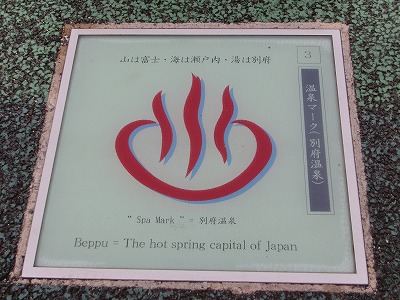 山は富士・海は瀬戸内・湯は別府
3
温泉マーク(別府温泉)
" Spa Mark " = 別府温泉
Beppu = The hot spring capital of Japan